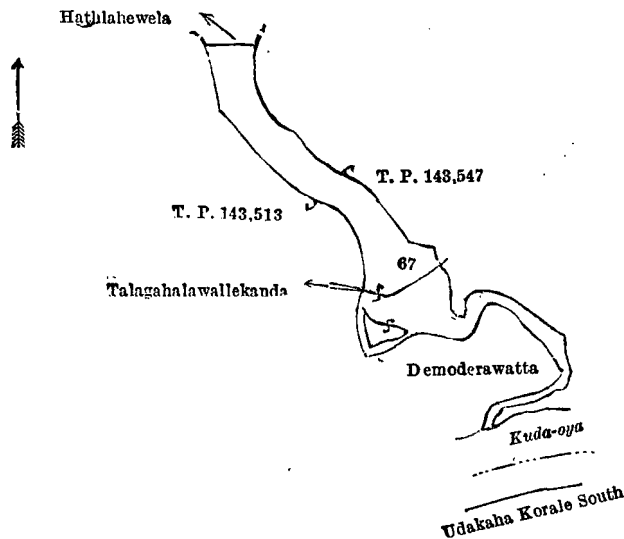 Hathlahewela
T. P. 143,547
T. P. 143,513
67
Talagahalawallekanda
Demoderawatta
Kuda-oya
Udakaha Korale South